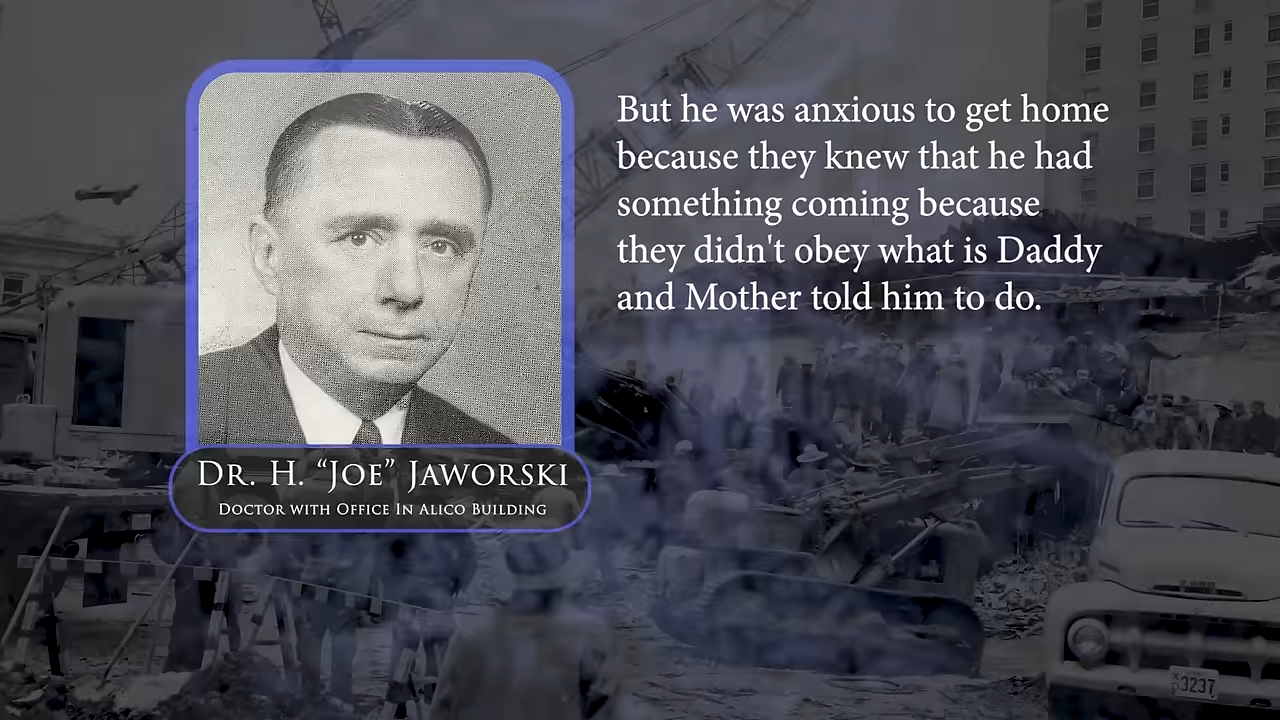 But he was anxious to get home
because they knew that he had
something coming because
they didn't obey what is Daddy
and Mother told him to do.
Dr. H. “Joe” Jaworski
Doctor with Office In Alico Building
3237